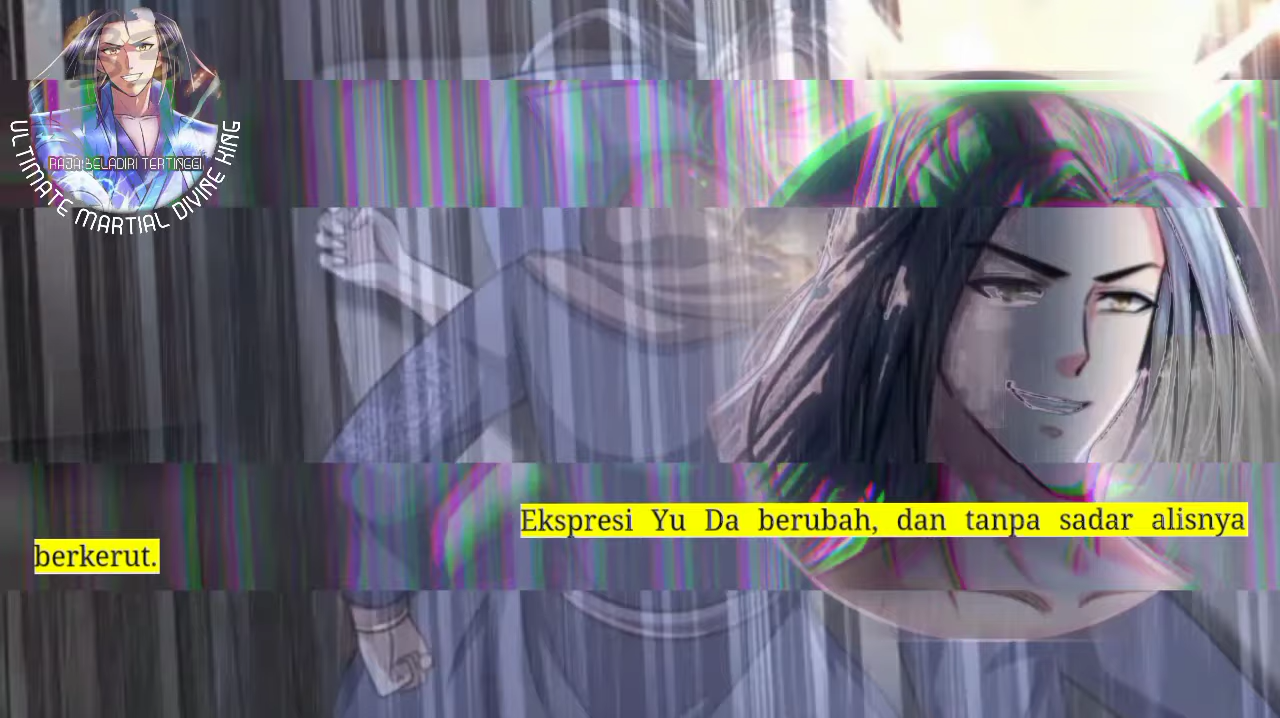 RAJA BELADIRI TERTINGGI
ULTIMATE MARTIAL DIVINE KING
Ekspresi Yu Da berubah, dan tanpa sadar alisnya
berkerut.